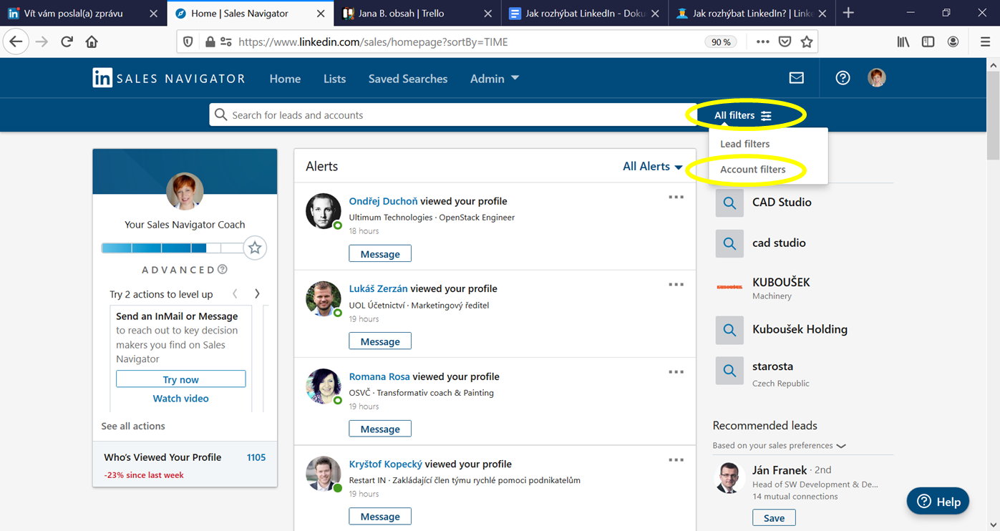 Vít vám poslal(a) zprávu
Home | Sales Navigator
Jana B. obsah | Trello
Jak rozhýbat LinkedIn - Doku
Jak rozhýbat LinkedIn? | Linke
https://www.linkedin.com/sales/homepage?sortBy=TIME
90 %
in SALES NAVIGATOR
Home
Lists
Saved Searches
Admin
Search for leads and accounts
All filters
Lead filters
Account filters
Your Sales Navigator Coach
ADVANCED
Try 2 actions to level up
Send an InMail or Message
to reach out to key decision
makers you find on Sales
Navigator
Try now
Watch video
See all actions
Who's Viewed Your Profile 1105
-23% since last week
Alerts
All Alerts
Ondřej Duchoň viewed your profile
Ultimum Technologies · OpenStack Engineer
18 hours
Message
Lukáš Zerzán viewed your profile
UOL Účetnictví · Marketingový ředitel
19 hours
Message
Romana Rosa viewed your profile
OSVČ · Transformativ coach & Painting
19 hours
Message
Kryštof Kopecký viewed your profile
Restart IN · Zakládající člen týmu rychlé pomoci podnikatelům
19 hours
Message
CAD Studio
cad studio
KUBOUŠEK
KUBOUŠEK
Machinery
Kuboušek Holding
starosta
Czech Republic
Recommended leads
Based on your sales preferences
Ján Franek · 2nd
Head of SW Development & De...
14 mutual connections
Save
Help